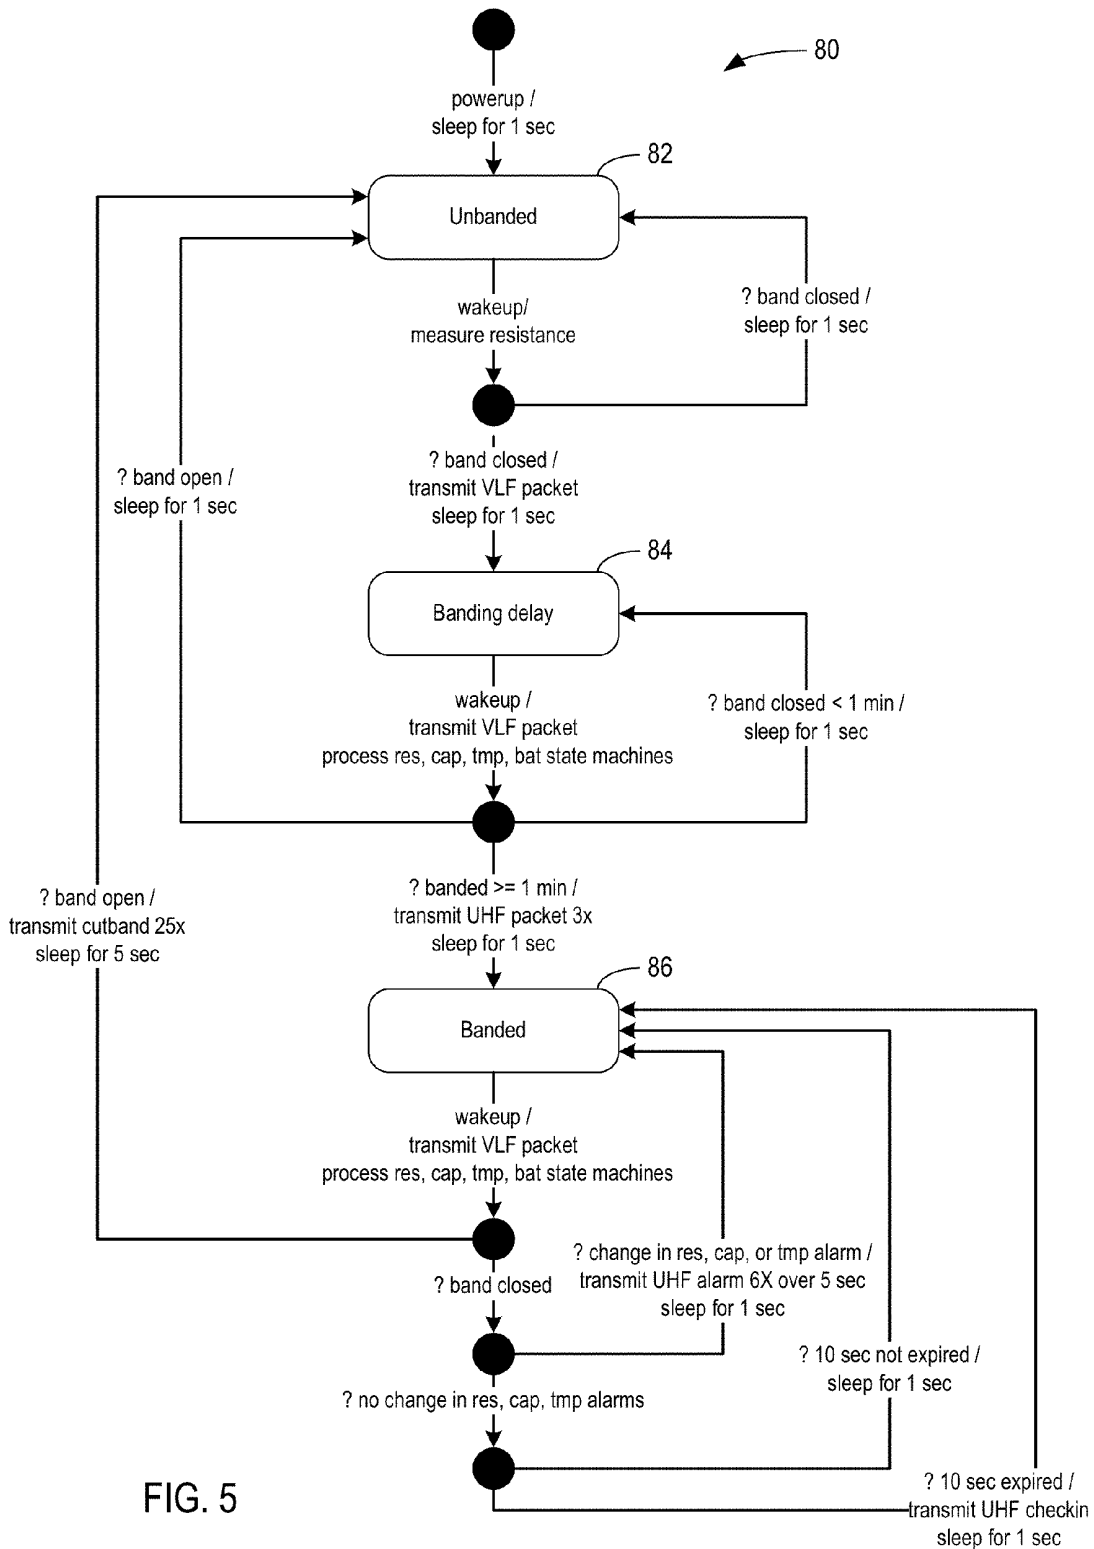 80
powerup /
sleep for 1 sec
82
Unbanded
wakeup/
measure resistance
? band closed /
sleep for 1 sec
? band open /
sleep for 1 sec
? band closed /
transmit VLF packet
sleep for 1 sec
84
Banding delay
wakeup /
transmit VLF packet
process res, cap, tmp, bat state machines
? band closed < 1 min /
sleep for 1 sec
? band open /
transmit cutband 25x
sleep for 5 sec
? banded >= 1 min /
transmit UHF packet 3x
sleep for 1 sec
86
Banded
wakeup /
transmit VLF packet
process res, cap, tmp, bat state machines
? band closed
? change in res, cap, or tmp alarm /
transmit UHF alarm 6X over 5 sec
sleep for 1 sec
? 10 sec not expired /
sleep for 1 sec
? no change in res, cap, tmp alarms
? 10 sec expired /
transmit UHF checkin
sleep for 1 sec
FIG. 5